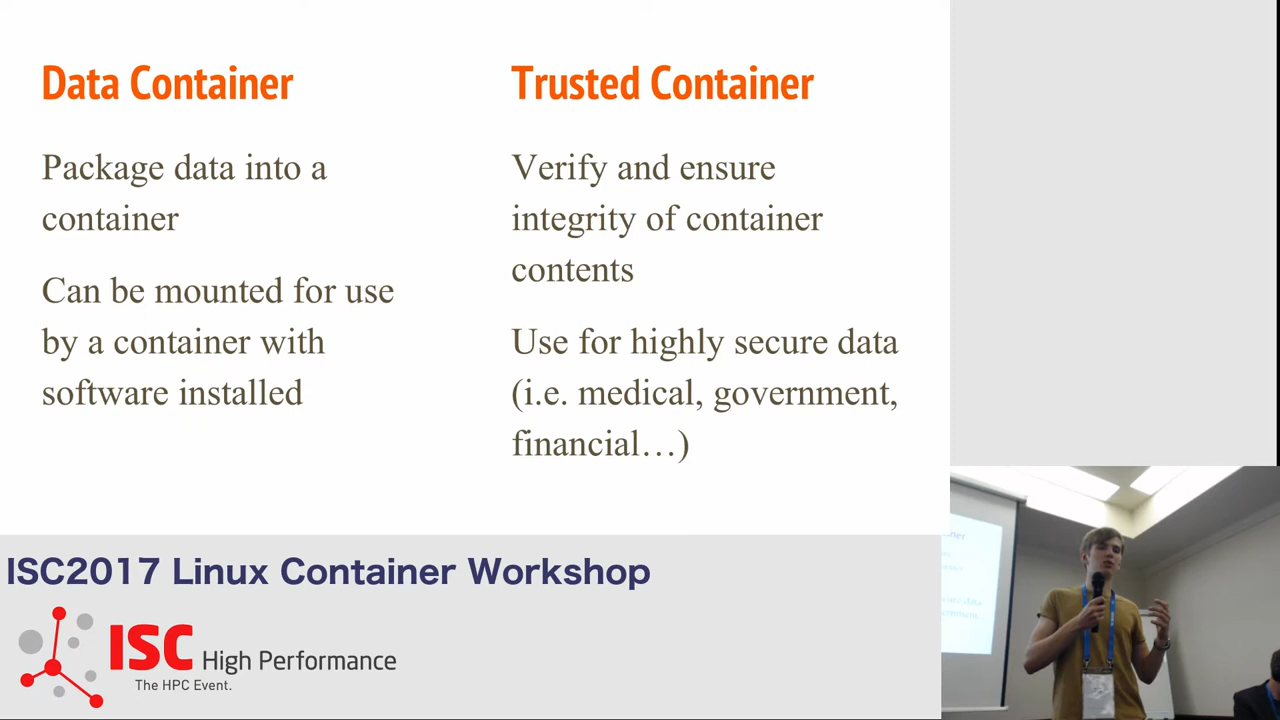 Data Container
Package data into a
container
Can be mounted for use
by a container with
software installed
Trusted Container
Verify and ensure
integrity of container
contents
Use for highly secure data
(i.e. medical, government,
financial…)
ISC2017 Linux Container Workshop
ISC High Performance
The HPC Event.